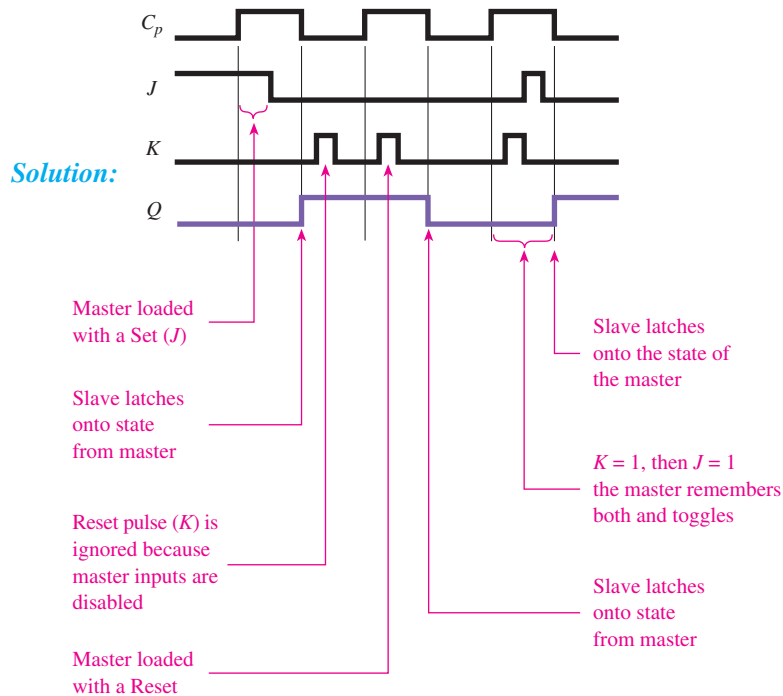 Cp
J
K
Solution:
Q
Master loaded
with a Set (J)
Slave latches
onto the state of
the master
Slave latches
onto state
from master
K = 1, then J = 1
the master remembers
both and toggles
Reset pulse (K) is
ignored because
master inputs are
disabled
Slave latches
onto state
from master
Master loaded
with a Reset